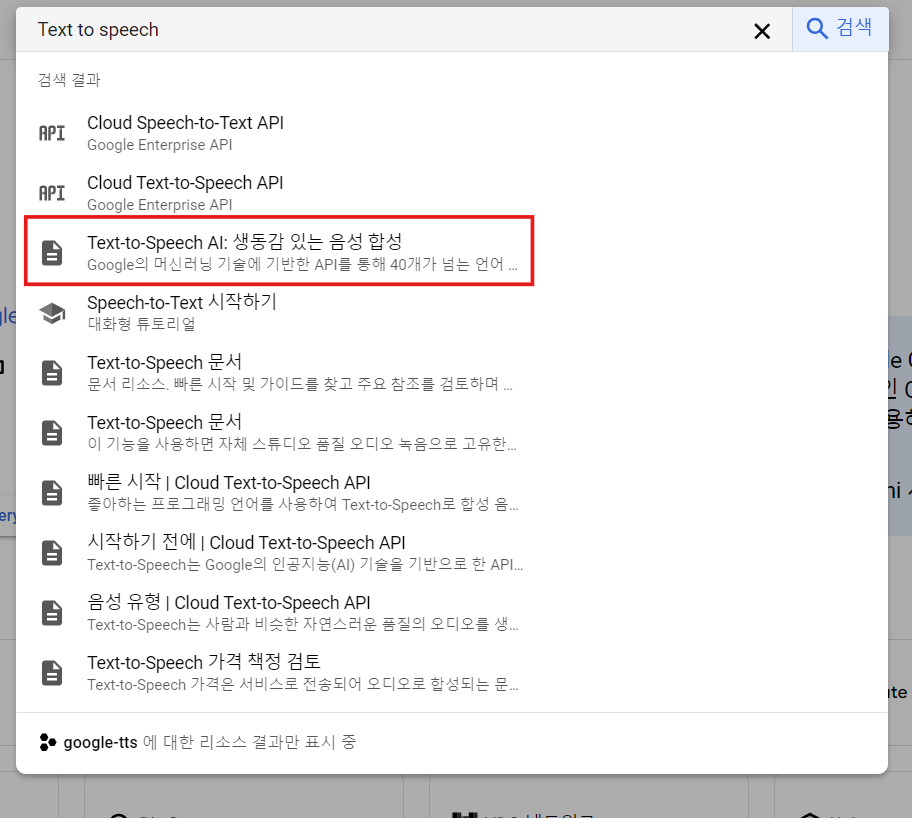 Text to speech
검색
검색 결과
API
Cloud Speech-to-Text API
Google Enterprise API
API
Cloud Text-to-Speech API
Google Enterprise API
Text-to-Speech AI: 생동감 있는 음성 합성
Google의 머신러닝 기술에 기반한 API를 통해 40개가 넘는 언어 ...
Speech-to-Text 시작하기
대화형 튜토리얼
Text-to-Speech 문서
문서 리소스. 빠른 시작 및 가이드를 찾고 주요 참조를 검토하며 ...
Text-to-Speech 문서
이 기능을 사용하면 자체 스튜디오 품질 오디오 녹음으로 고유한...
빠른 시작 | Cloud Text-to-Speech API
좋아하는 프로그래밍 언어를 사용하여 Text-to-Speech로 합성 음...
시작하기 전에 | Cloud Text-to-Speech API
Text-to-Speech는 Google의 인공지능(AI) 기술을 기반으로 한 API...
음성 유형 | Cloud Text-to-Speech API
Text-to-Speech는 사람과 비슷한 자연스러운 품질의 오디오를 생...
Text-to-Speech 가격 책정 검토
Text-to-Speech 가격은 서비스로 전송되어 오디오로 합성되는 문...
google-tts 에 대한 리소스 결과만 표시 중